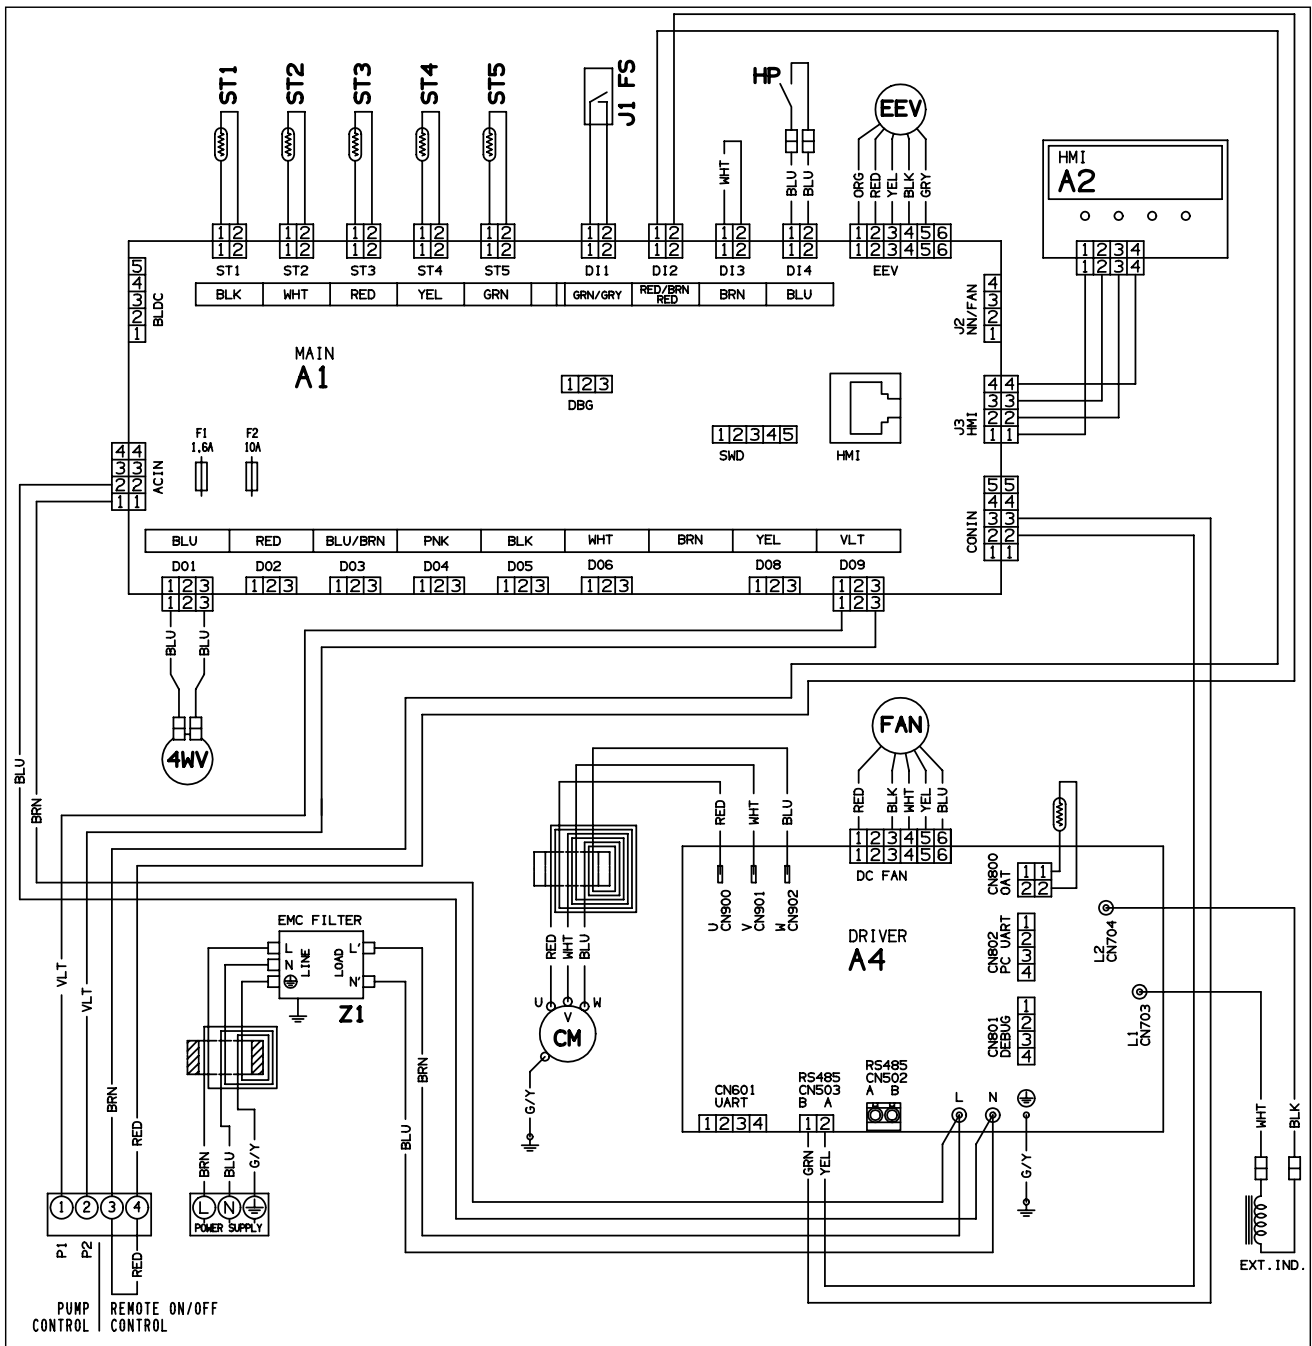 ST1 ST2 ST3 ST4 ST5 J1 FS HP EEV
WHT BLU BLU ORG RED YEL BLK GRY
HMI
A2
1 2 3 4
1 2 3 4
1 2 1 2 1 2 1 2 1 2 1 2 1 2 1 2 1 2 1 2 3 4 5 6
1 2 1 2 1 2 1 2 1 2 1 2 1 2 1 2 1 2 1 2 3 4 5 6
ST1 ST2 ST3 ST4 ST5 DI1 DI2 DI3 DI4 EEV
BLK WHT RED YEL GRN GRN/GRY RED/BRN
RED BRN BLU
5
4
3
2
1
BLDC
4
3
2
1
J2
NN/FAN
MAIN
A1
1 2 3
DBG
1 2 3 4 5
SWD
HMI
4 4
3 3
2 2
1 1
J3
HMI
F1
1,6A
F2
10A
4 4
3 3
2 2
1 1
ACIN
5 5
4 4
3 3
2 2
1 1
CONIN
BLU RED BLU/BRN PNK BLK WHT BRN YEL VLT
DO1 DO2 DO3 DO4 DO5 DO6 DO8 DO9
1 2 3 1 2 3 1 2 3 1 2 3 1 2 3 1 2 3 1 2 3 1 2 3
1 2 3 1 2 3
BLU BLU
4WV
BLU
BRN
FAN
RED BLK WHT YEL BLU
1 2 3 4 5 6
1 2 3 4 5 6
DC FAN
RED WHT BLU
U
CN900
V
CN901
W
CN902
CN800
OAT
1 1
2 2
DRIVER
A4
CN802
PC UART
1
2
3
4
L2
CN704
L1
CN703
CN801
DEBUG
1
2
3
4
EMC FILTER
L L'
N
LINE LOAD
N'
Z1
RED WHT BLU
U V W
CM
G/Y
VLT VLT
BRN RED
BRN
BLU
BRN BLU G/Y
CN601
UART
1 2 3 4
RS485
CN503
B A
1 2
RS485
CN502
A B
L N
GRN YEL
G/Y
WHT BLK
EXT.IND.
1 2 3 4
L N
POWER SUPPLY
P1 P2
RED
PUMP
CONTROL
REMOTE ON/OFF
CONTROL